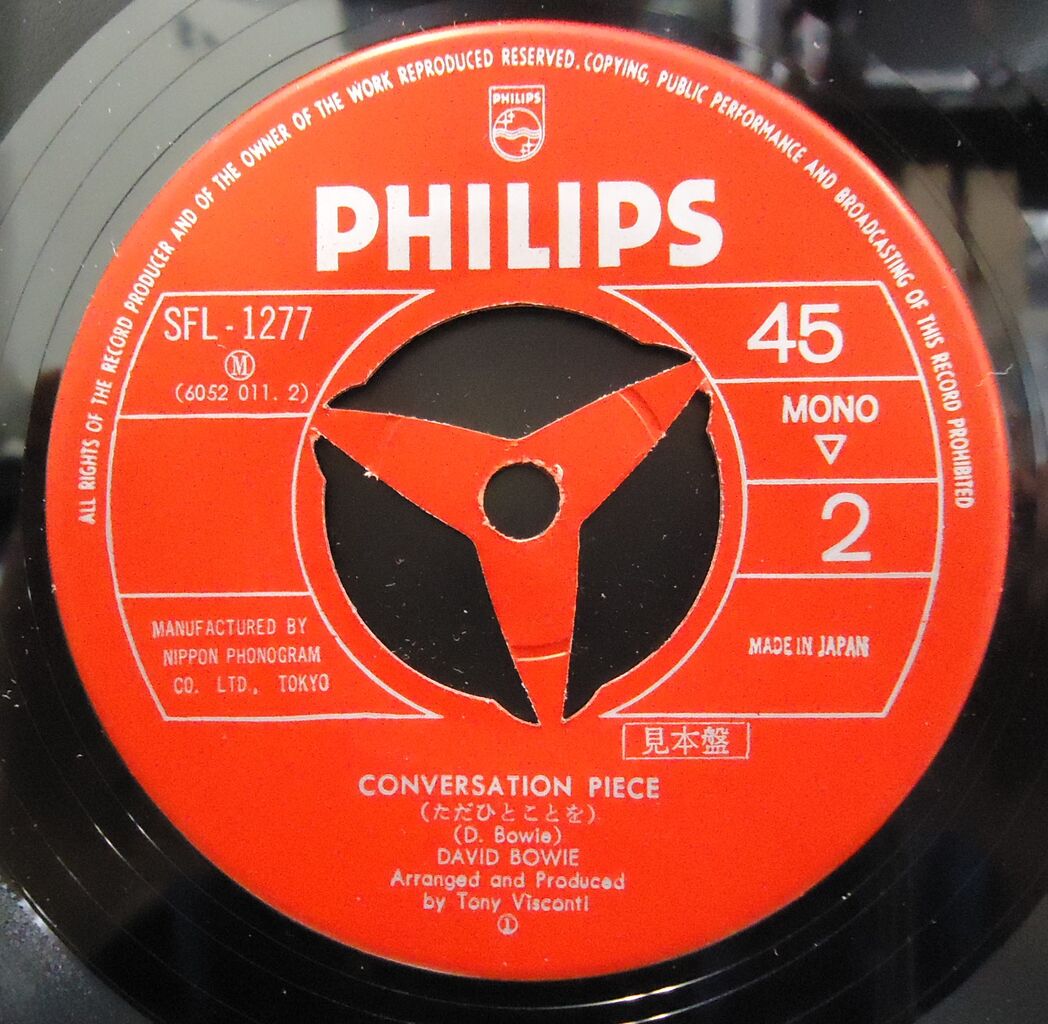 ALL RIGHTS OF THE RECORD PRODUCER AND OF THE OWNER OF THE WORK REPRODUCED RESERVED. COPYING, PUBLIC PERFORMANCE AND BROADCASTING OF THIS RECORD PROHIBITED
PHILIPS
PHILIPS
SFL-1277
Ⓜ
(6052 011. 2)
45
MONO
▽
2
MANUFACTURED BY
NIPPON PHONOGRAM
CO. LTD., TOKYO
MADE IN JAPAN
見本盤
CONVERSATION PIECE
(ただひとことを)
(D. Bowie)
DAVID BOWIE
Arranged and Produced
by Tony Visconti
①